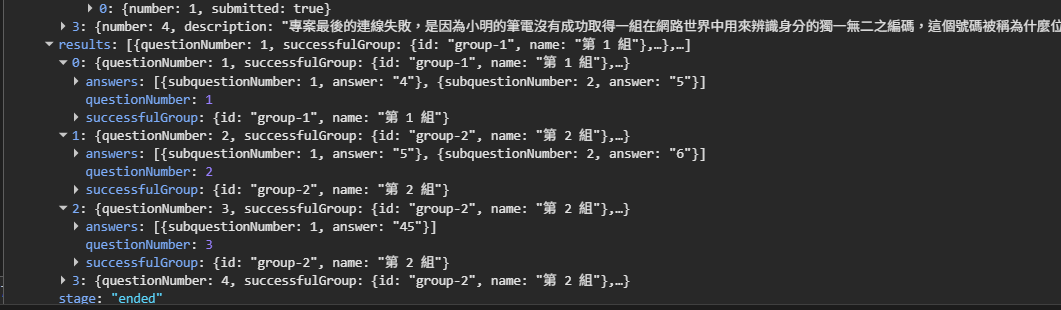 0: {number: 1, submitted: true}
3: {number: 4, description: "專案最後的連線失敗，是因為小明的筆電沒有成功取得一組在網路世界中用來辨識身分的獨一無二之編碼，這個號碼被稱為什麼位
results: [{questionNumber: 1, successfulGroup: {id: "group-1", name: "第 1 組"},…},…]
0: {questionNumber: 1, successfulGroup: {id: "group-1", name: "第 1 組"},…}
answers: [{subquestionNumber: 1, answer: "4"}, {subquestionNumber: 2, answer: "5"}]
questionNumber: 1
successfulGroup: {id: "group-1", name: "第 1 組"}
1: {questionNumber: 2, successfulGroup: {id: "group-2", name: "第 2 組"},…}
answers: [{subquestionNumber: 1, answer: "5"}, {subquestionNumber: 2, answer: "6"}]
questionNumber: 2
successfulGroup: {id: "group-2", name: "第 2 組"}
2: {questionNumber: 3, successfulGroup: {id: "group-2", name: "第 2 組"},…}
answers: [{subquestionNumber: 1, answer: "45"}]
questionNumber: 3
successfulGroup: {id: "group-2", name: "第 2 組"}
3: {questionNumber: 4, successfulGroup: {id: "group-2", name: "第 2 組"},…}
stage: "ended"